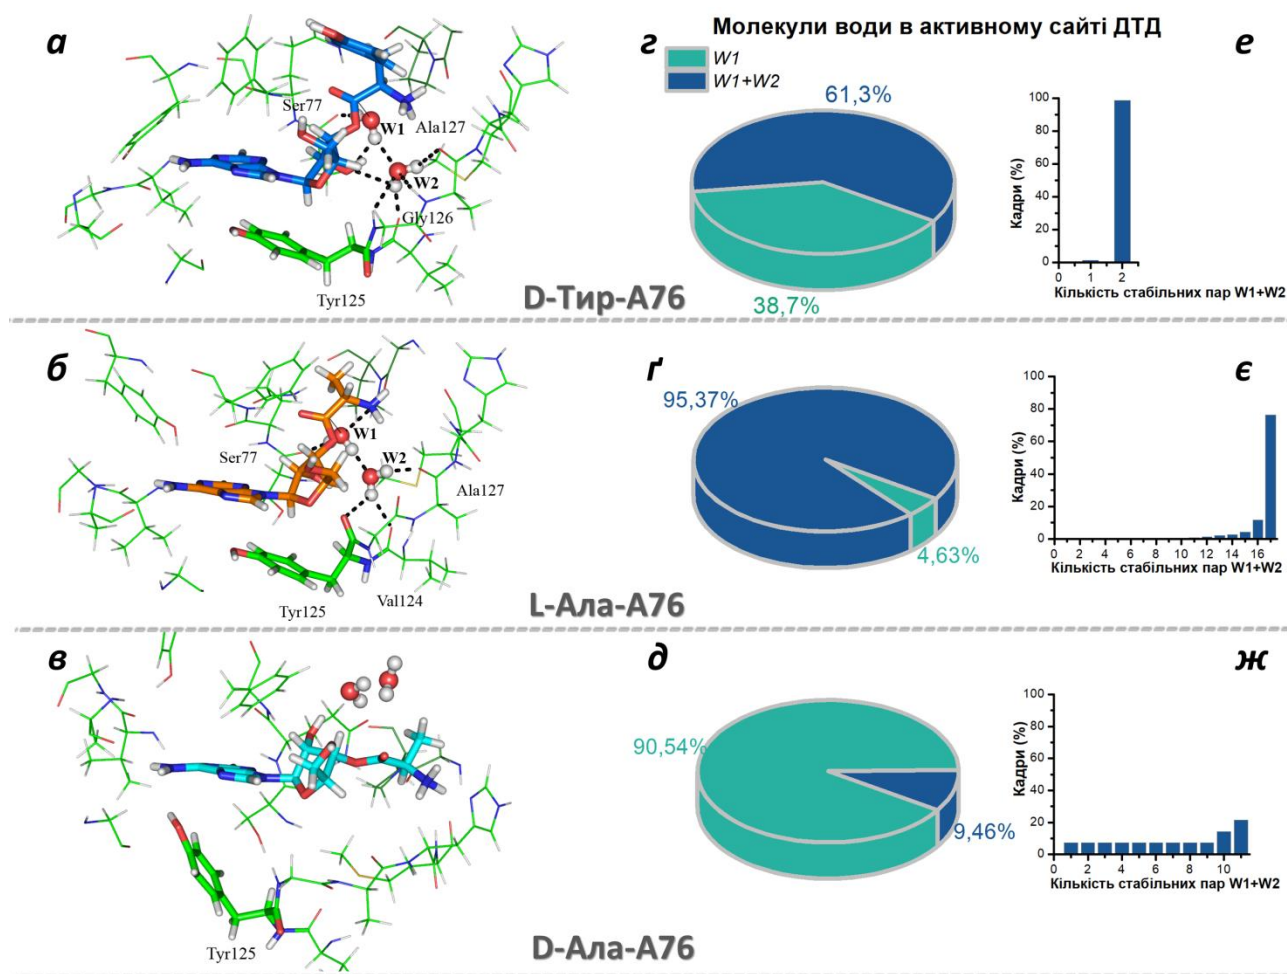 а
Ser77
W1
Ala127
W2
Gly126
Tyr125
D-Тир-А76
г
Молекули води в активному сайті ДТД
W1
W1+W2
61,3%
38,7%
е
Кадри (%)
100
80
60
40
20
0
0 1 2
Кількість стабільних пар W1+W2
б
Ser77
W1
W2
Ala127
Tyr125
Val124
L-Ала-А76
ґ
95,37%
4,63%
є
Кадри (%)
100
80
60
40
20
0
0 2 4 6 8 10 12 14 16
Кількість стабільних пар W1+W2
в
Tyr125
D-Ала-А76
д
90,54%
9,46%
ж
Кадри (%)
100
80
60
40
20
0
0 2 4 6 8 10
Кількість стабільних пар W1+W2